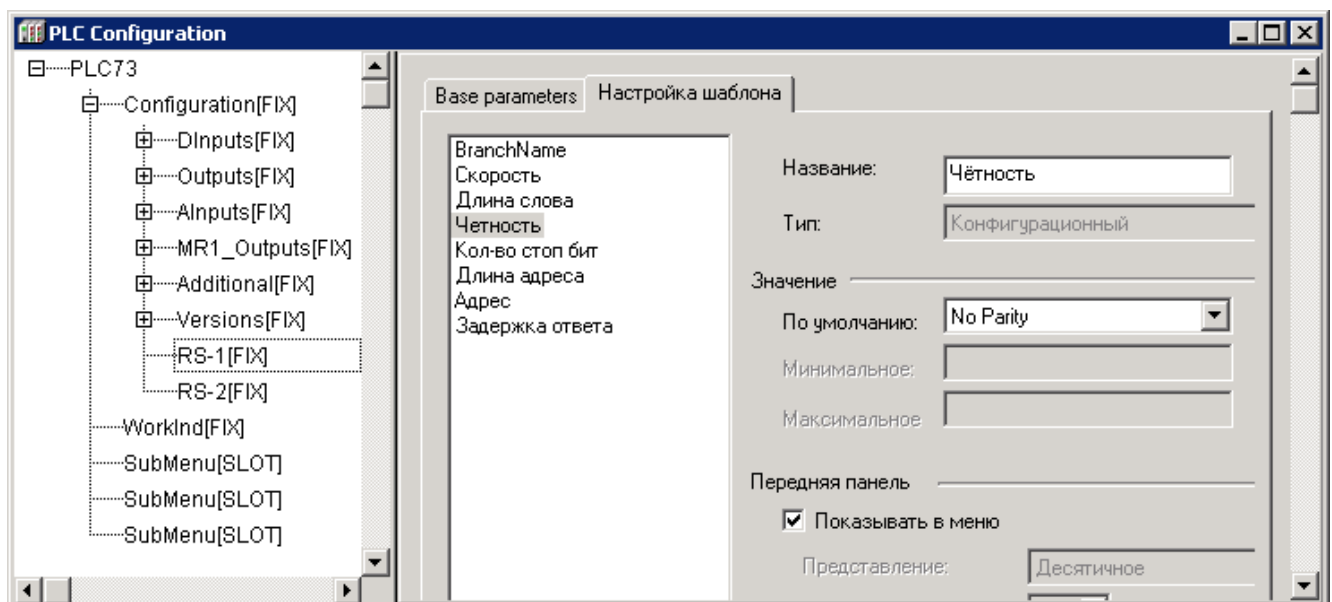 PLC Configuration
PLC73
Configuration[FIX]
DInputs[FIX]
Outputs[FIX]
AInputs[FIX]
MR1_Outputs[FIX]
Additional[FIX]
Versions[FIX]
RS-1[FIX]
RS-2[FIX]
WorkInd[FIX]
SubMenu[SLOT]
SubMenu[SLOT]
SubMenu[SLOT]
Base parameters Настройка шаблона
BranchName
Скорость
Длина слова
Четность
Кол-во стоп бит
Длина адреса
Адрес
Задержка ответа
Название: Чётность
Тип: Конфигурационный
Значение
По умолчанию: No Parity
Минимальное:
Максимальное
Передняя панель
Показывать в меню
Представление: Десятичное